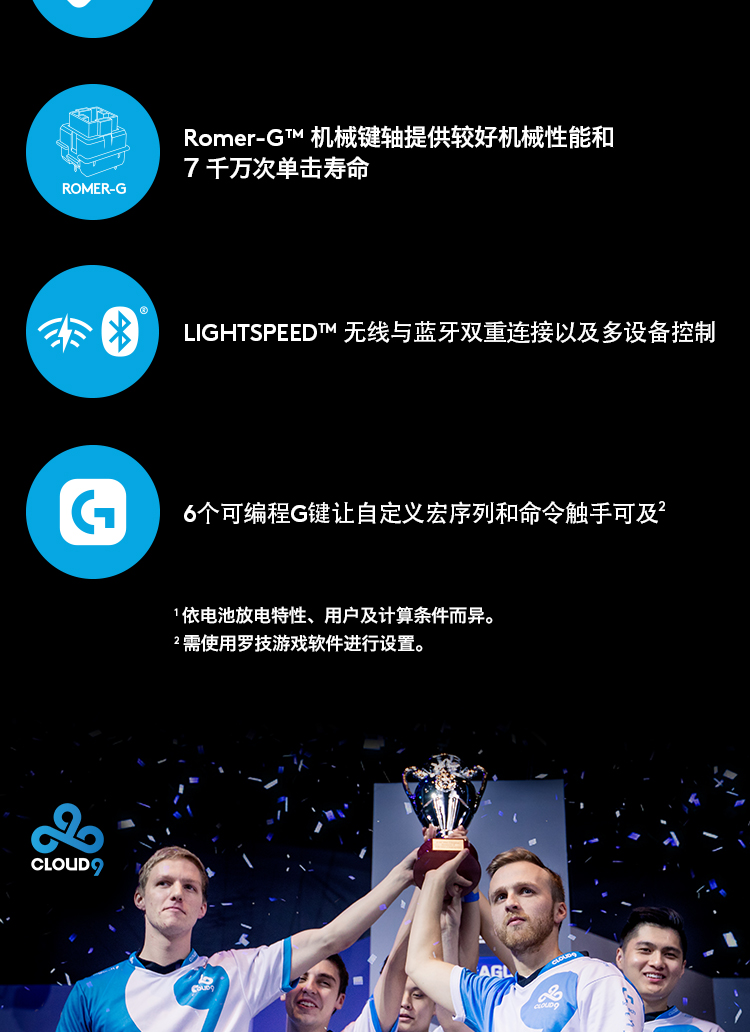 ROMER-G
Romer-G™ 机械键轴提供较好机械性能和
7 千万次单击寿命
®
LIGHTSPEED™ 无线与蓝牙双重连接以及多设备控制
6个可编程G键让自定义宏序列和命令触手可及²
¹ 依电池放电特性、用户及计算条件而异。
² 需使用罗技游戏软件进行设置。
CLOUD9
CLOUD9
CLOUD9